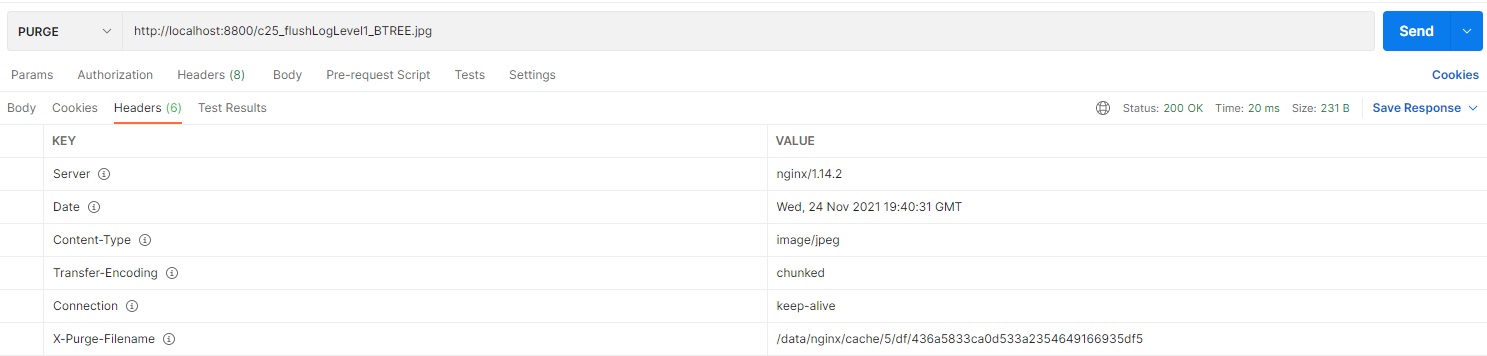 PURGE http://localhost:8800/c25_flushLogLevel1_BTREE.jpg Send
Params Authorization Headers (8) Body Pre-request Script Tests Settings Cookies
Body Cookies Headers (6) Test Results Status: 200 OK Time: 20 ms Size: 231 B Save Response
KEY VALUE
Server nginx/1.14.2
Date Wed, 24 Nov 2021 19:40:31 GMT
Content-Type image/jpeg
Transfer-Encoding chunked
Connection keep-alive
X-Purge-Filename /data/nginx/cache/5/df/436a5833ca0d533a2354649166935df5